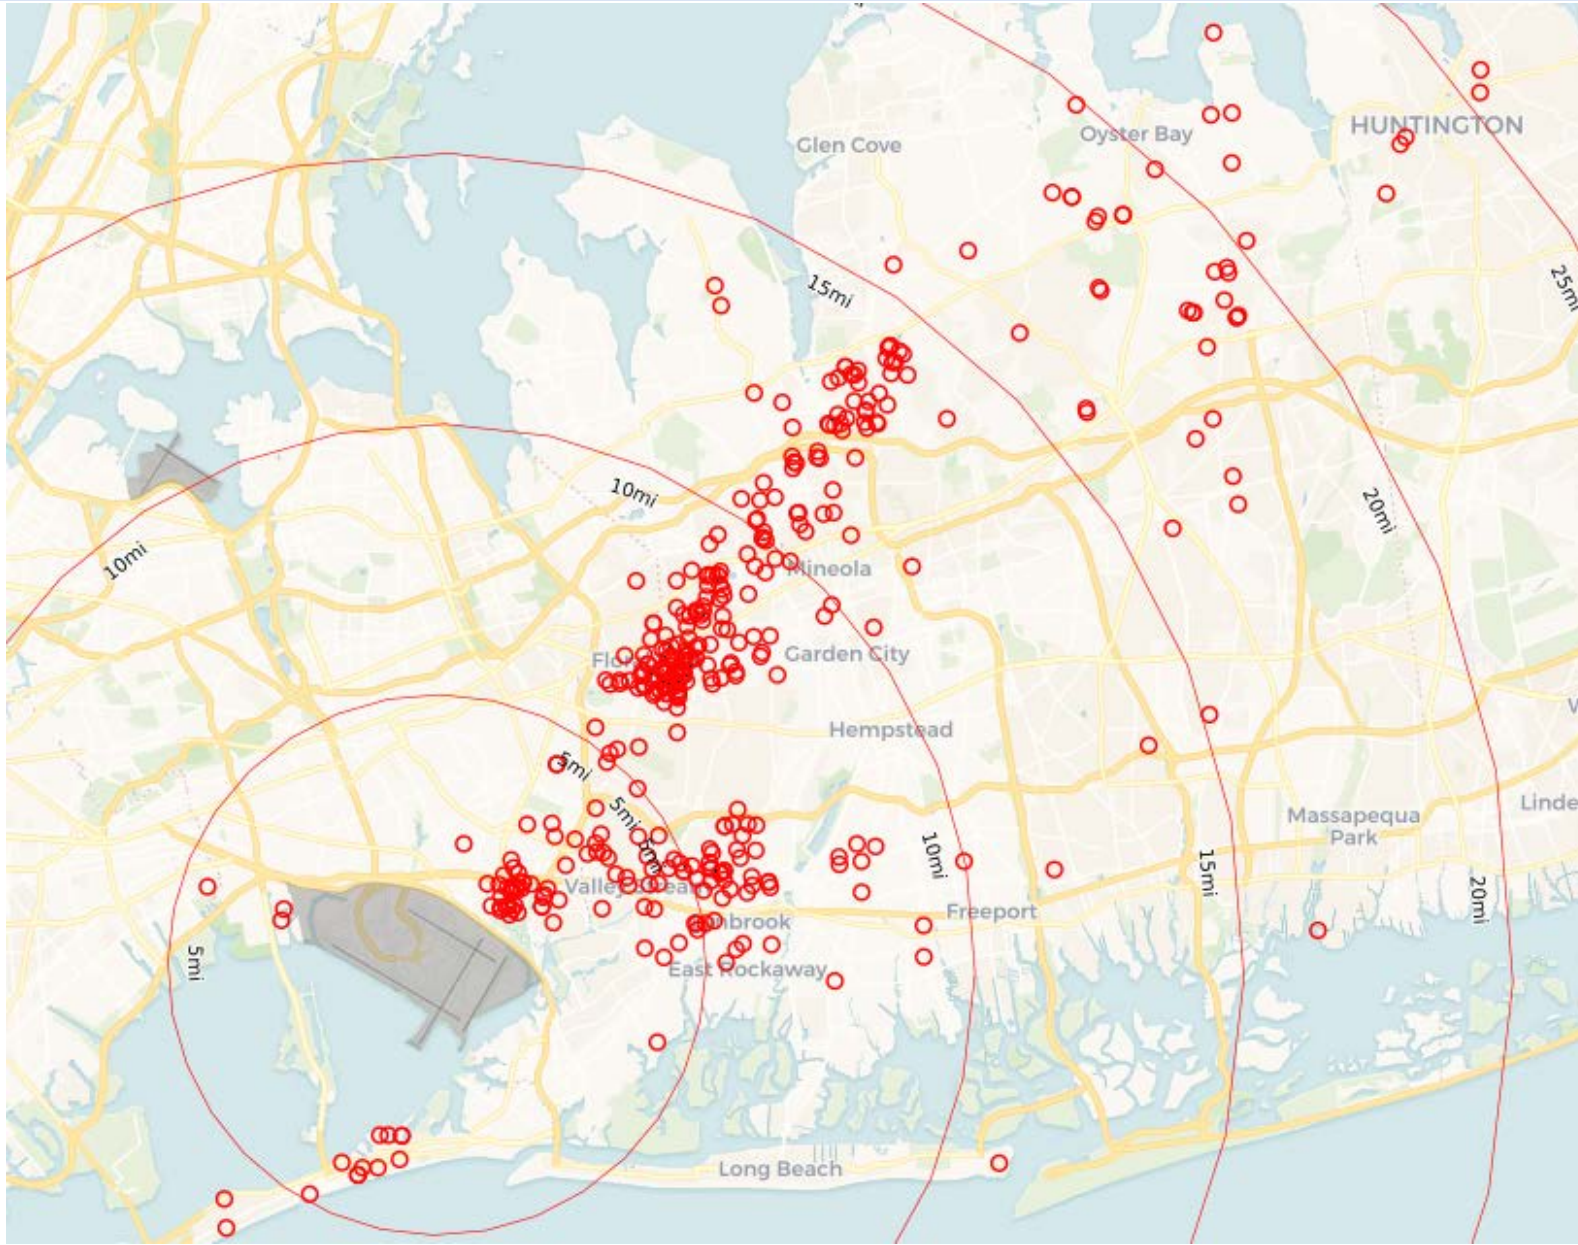 HUNTINGTON
Oyster Bay
Glen Cove
15mi
25mi
10mi
20mi
10mi
Mineola
Garden City
Hempstead
5mi
5mi
5mi
Massapequa
Park
10mi
15mi
20mi
Freeport
East Rockaway
5mi
Long Beach